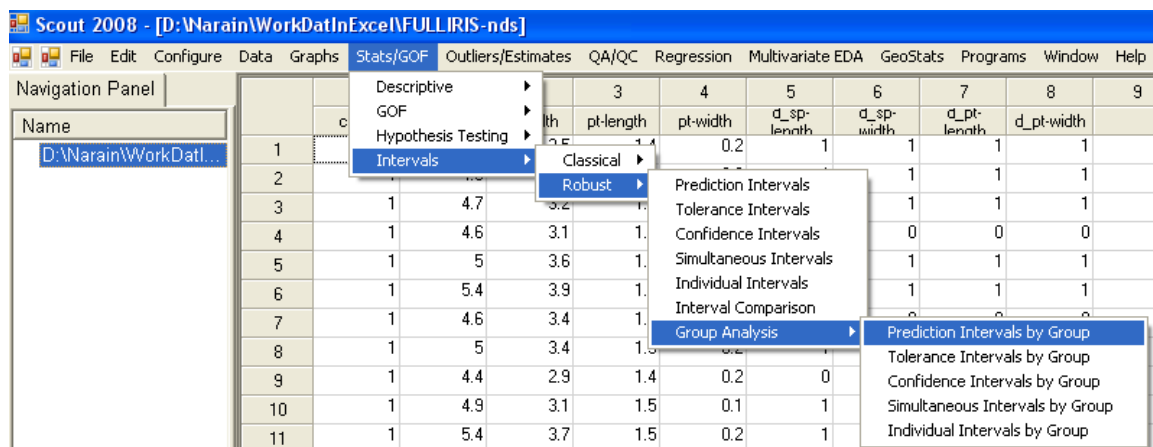 Scout 2008 - [D:\Narain\WorkDatInExcel\FULLIRIS-nds]
File Edit Configure Data Graphs Stats/GOF Outliers/Estimates QA/QC Regression Multivariate EDA GeoStats Programs Window Help
Navigation Panel
Name
D:\Narain\WorkDatI...
Descriptive
GOF
Hypothesis Testing
Intervals
Classical
Robust
Prediction Intervals
Tolerance Intervals
Confidence Intervals
Simultaneous Intervals
Individual Intervals
Interval Comparison
Group Analysis
Prediction Intervals by Group
Tolerance Intervals by Group
Confidence Intervals by Group
Simultaneous Intervals by Group
Individual Intervals by Group
3 4 5 6 7 8 9
pt-length pt-width d_sp-length d_sp-width d_pt-length d_pt-width
1 0.2 1 1 1 1
2 1 1 1 1
3 1 4.7 3.2 1 1 1
4 1 4.6 3.1 1. 0 0 0
5 1 5 3.6 1. 1 1 1
6 1 5.4 3.9 1. 1 1 1
7 1 4.6 3.4 1.
8 1 5 3.4
9 1 4.4 2.9 1.4 0.2 0
10 1 4.9 3.1 1.5 0.1 1
11 1 5.4 3.7 1.5 0.2 1